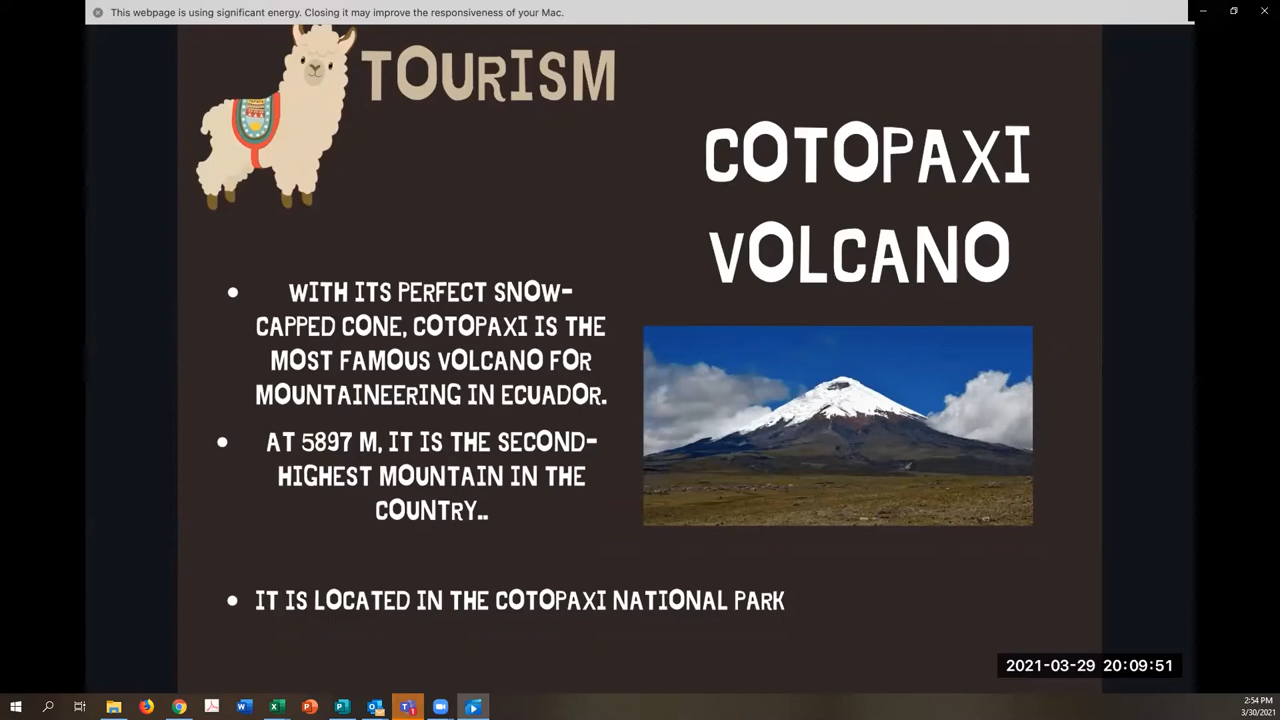 This webpage is using significant energy. Closing it may improve the responsiveness of your Mac.
TOURISM
COTOPAXI
VOLCANO
• WITH ITS PERFECT SNOW-
CAPPED CONE, COTOPAXI IS THE
MOST FAMOUS VOLCANO FOR
MOUNTAINEERING IN ECUADOR.
• AT 5897 M, IT IS THE SECOND-
HIGHEST MOUNTAIN IN THE
COUNTRY..
• IT IS LOCATED IN THE COTOPAXI NATIONAL PARK
2021-03-29 20:09:51
2:54 PM
3/30/2021